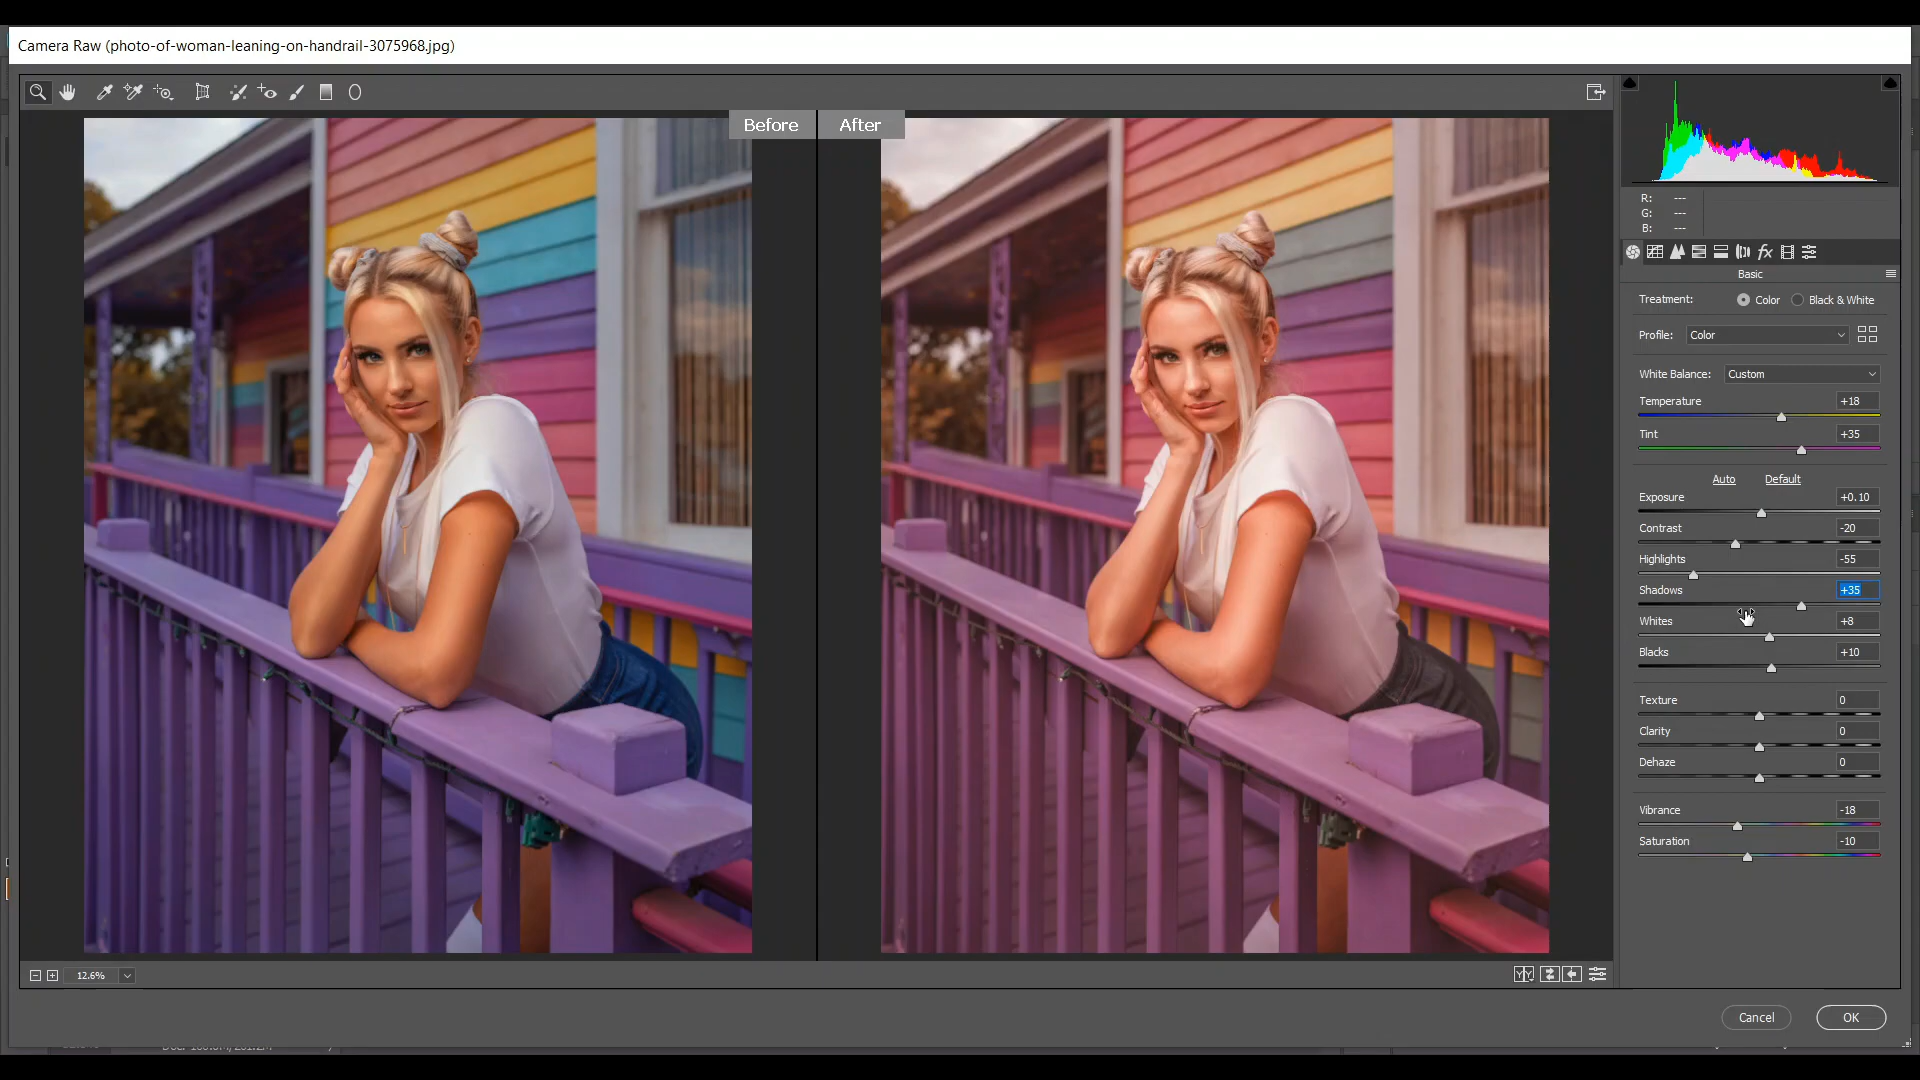 Camera Raw (photo-of-woman-leaning-on-handrail-3075968.jpg)
Before
After
R: ---
G: ---
B: ---
fx
Basic
Treatment: Color Black & White
Profile: Color
White Balance: Custom
Temperature +18
Tint +35
Auto Default
Exposure +0.10
Contrast -20
Highlights -55
Shadows +35
Whites +8
Blacks +10
Texture 0
Clarity 0
Dehaze 0
Vibrance -18
Saturation -10
12.6%
Cancel OK